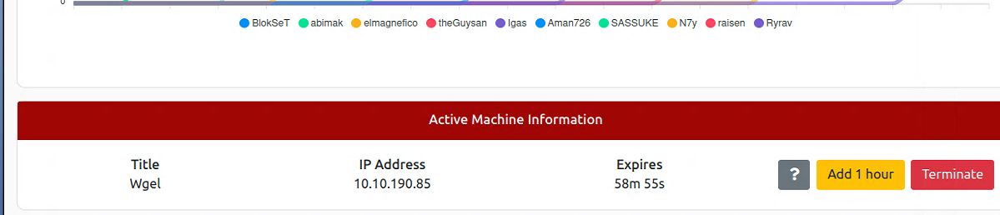 0
BlokSeT abimak elmagnefico theGuysan Igas Aman726 SASSUKE N7y raisen Ryrav
Active Machine Information
Title IP Address Expires
Wgel 10.10.190.85 58m 55s
? Add 1 hour Terminate